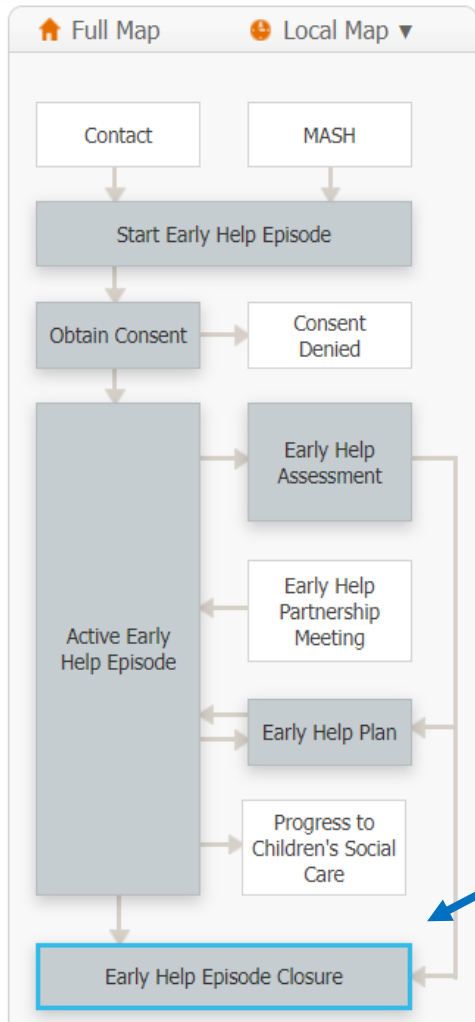 Full Map
Local Map ▼
Contact
MASH
Start Early Help Episode
Obtain Consent
Consent
Denied
Early Help
Assessment
Early Help
Partnership
Meeting
Active Early
Help Episode
Early Help Plan
Progress to
Children's Social
Care
Early Help Episode Closure